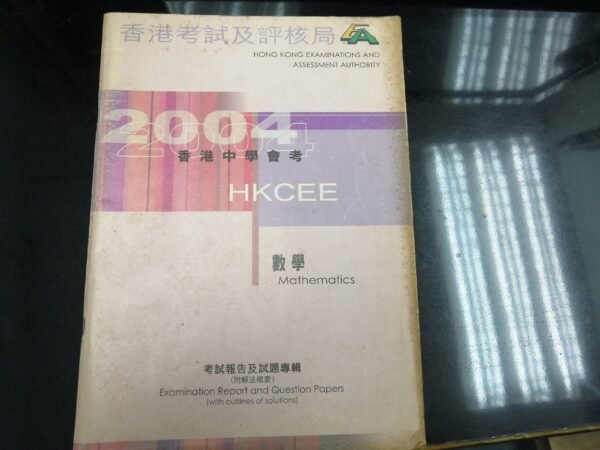 香港考試及評核局
HONG KONG EXAMINATIONS AND
ASSESSMENT AUTHORITY
2004
2004
香港中學會考
HKCEE
數學
Mathematics
考試報告及試題專輯
(附解法概要)
Examination Report and Question Papers
(with outlines of solutions)